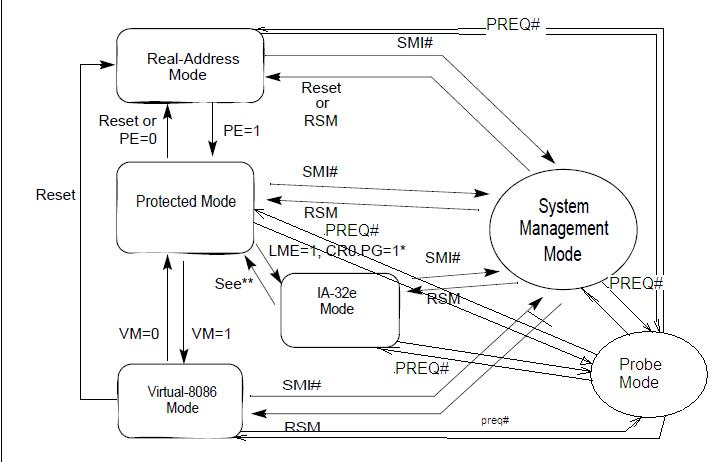 PREQ#
SMI#
Real-Address
Mode
Reset
or
RSM
Reset or
PE=0
PE=1
SMI#
Protected Mode
Reset
RSM
System
Management
Mode
PREQ#
LME=1, CR0.PG=1*
SMI#
See**
IA-32e
Mode
RSM
PREQ#
VM=0
VM=1
Probe
Mode
PREQ#
SMI#
Virtual-8086
Mode
preq#
RSM